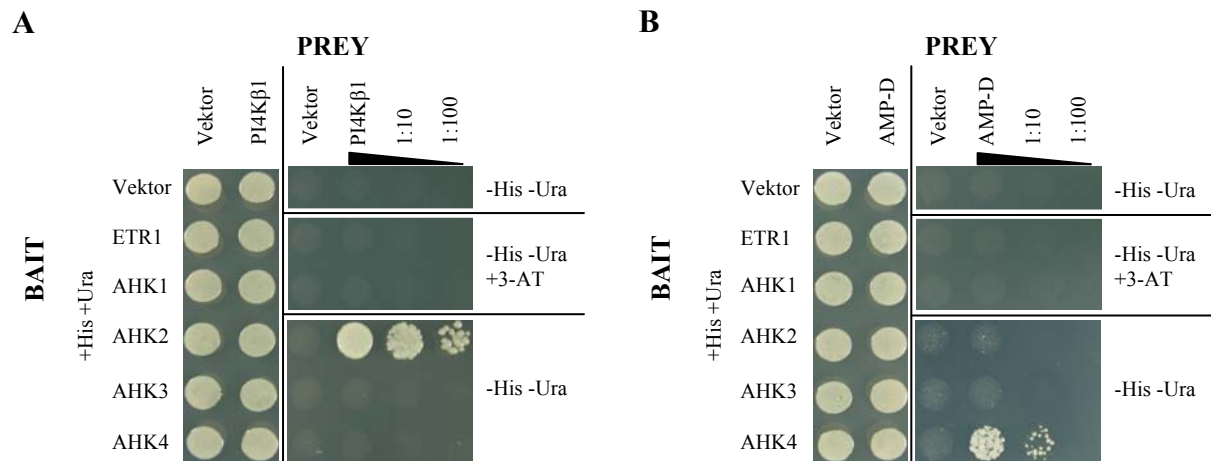 A
PREY
Vektor
PI4Kβ1
Vektor
PI4Kβ1
1:10
1:100
BAIT
+His +Ura
Vektor
ETR1
AHK1
AHK2
AHK3
AHK4
-His -Ura
-His -Ura
+3-AT
-His -Ura
B
PREY
Vektor
AMP-D
Vektor
AMP-D
1:10
1:100
BAIT
+His +Ura
Vektor
ETR1
AHK1
AHK2
AHK3
AHK4
-His -Ura
-His -Ura
+3-AT
-His -Ura